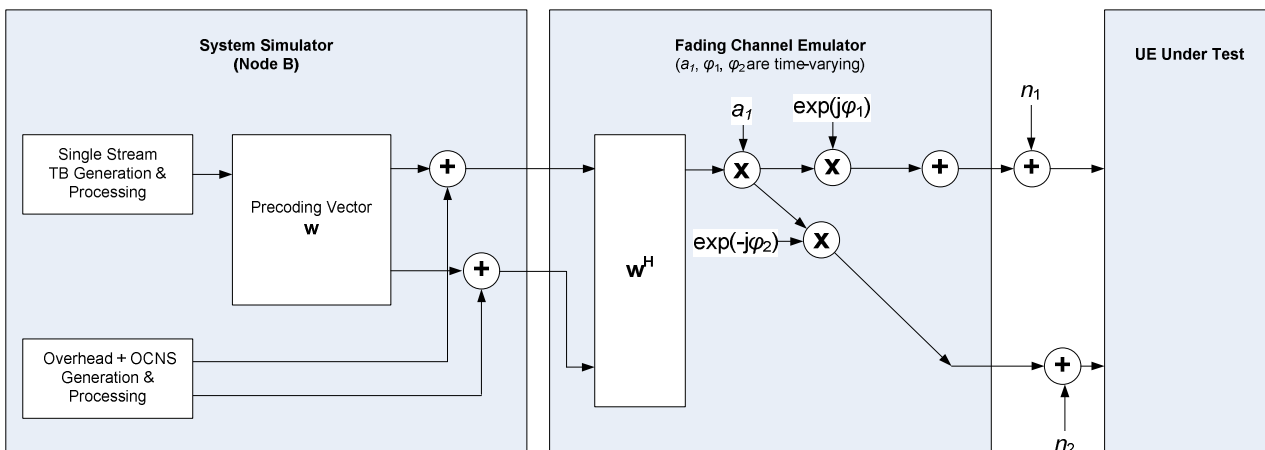 System Simulator
(Node B)
Single Stream
TB Generation &
Processing
Precoding Vector
w
+
+
Overhead + OCNS
Generation &
Processing
Fading Channel Emulator
(a1, φ1, φ2 are time-varying)
w^H
a1
exp(jφ1)
x
x
+
exp(-jφ2)
x
n1
+
+
n2
UE Under Test